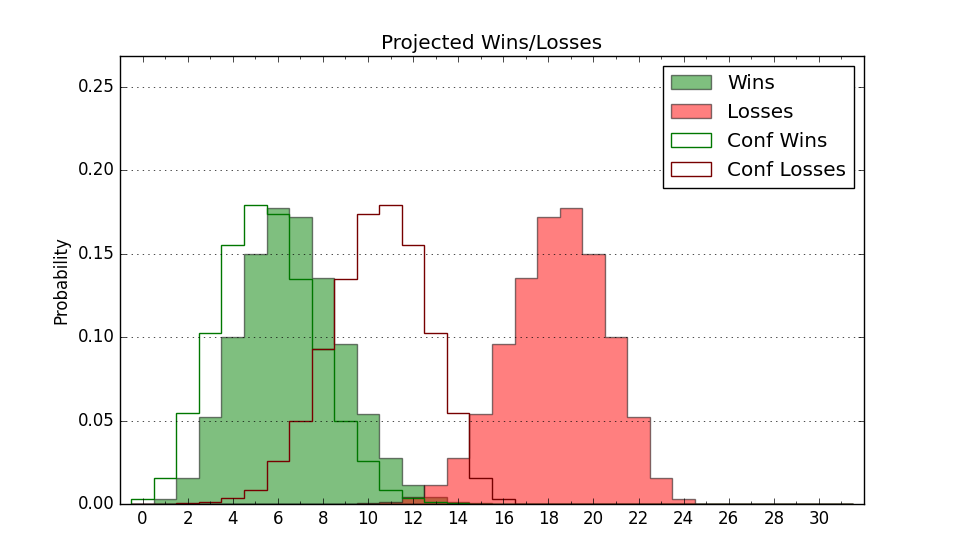 Projected Wins/Losses
Probability
0.25
0.20
0.15
0.10
0.05
0.00
0 2 4 6 8 10 12 14 16 18 20 22 24 26 28 30
Wins
Losses
Conf Wins
Conf Losses